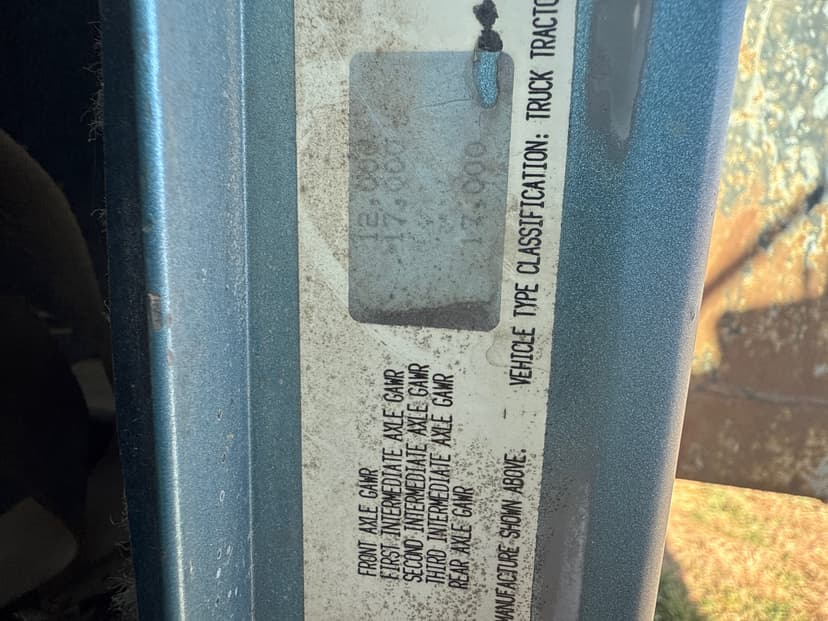 FRONT AXLE GAWR 12,000
FIRST INTERMEDIATE AXLE GAWR 17,000
SECOND INTERMEDIATE AXLE GAWR
THIRD INTERMEDIATE AXLE GAWR
REAR AXLE GAWR 17,000
MANUFACTURE SHOWN ABOVE. VEHICLE TYPE CLASSIFICATION: TRUCK TRACTO